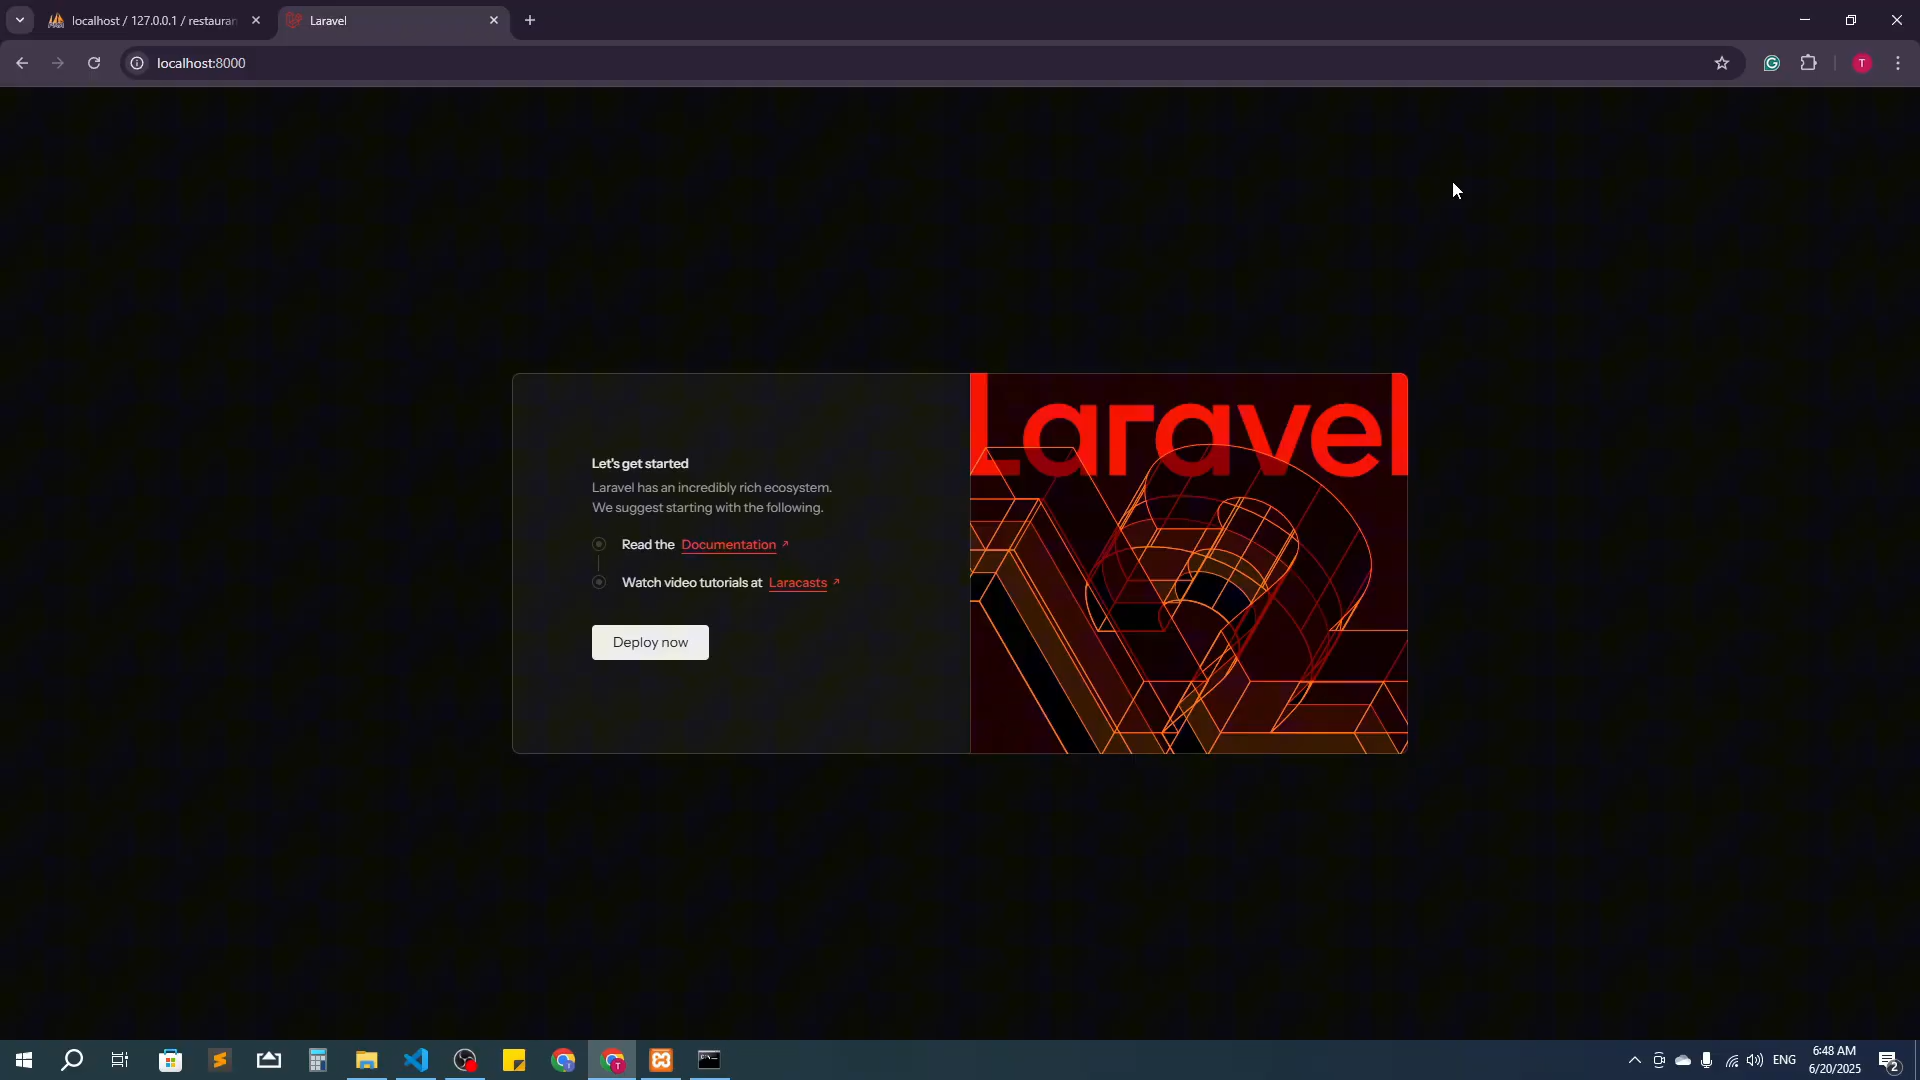 localhost / 127.0.0.1 / restauran
Laravel
localhost:8000
T
Laravel
Let's get started
Laravel has an incredibly rich ecosystem.
We suggest starting with the following.
Read the Documentation
Watch video tutorials at Laracasts
Deploy now
ENG
6:48 AM
6/20/2025
2